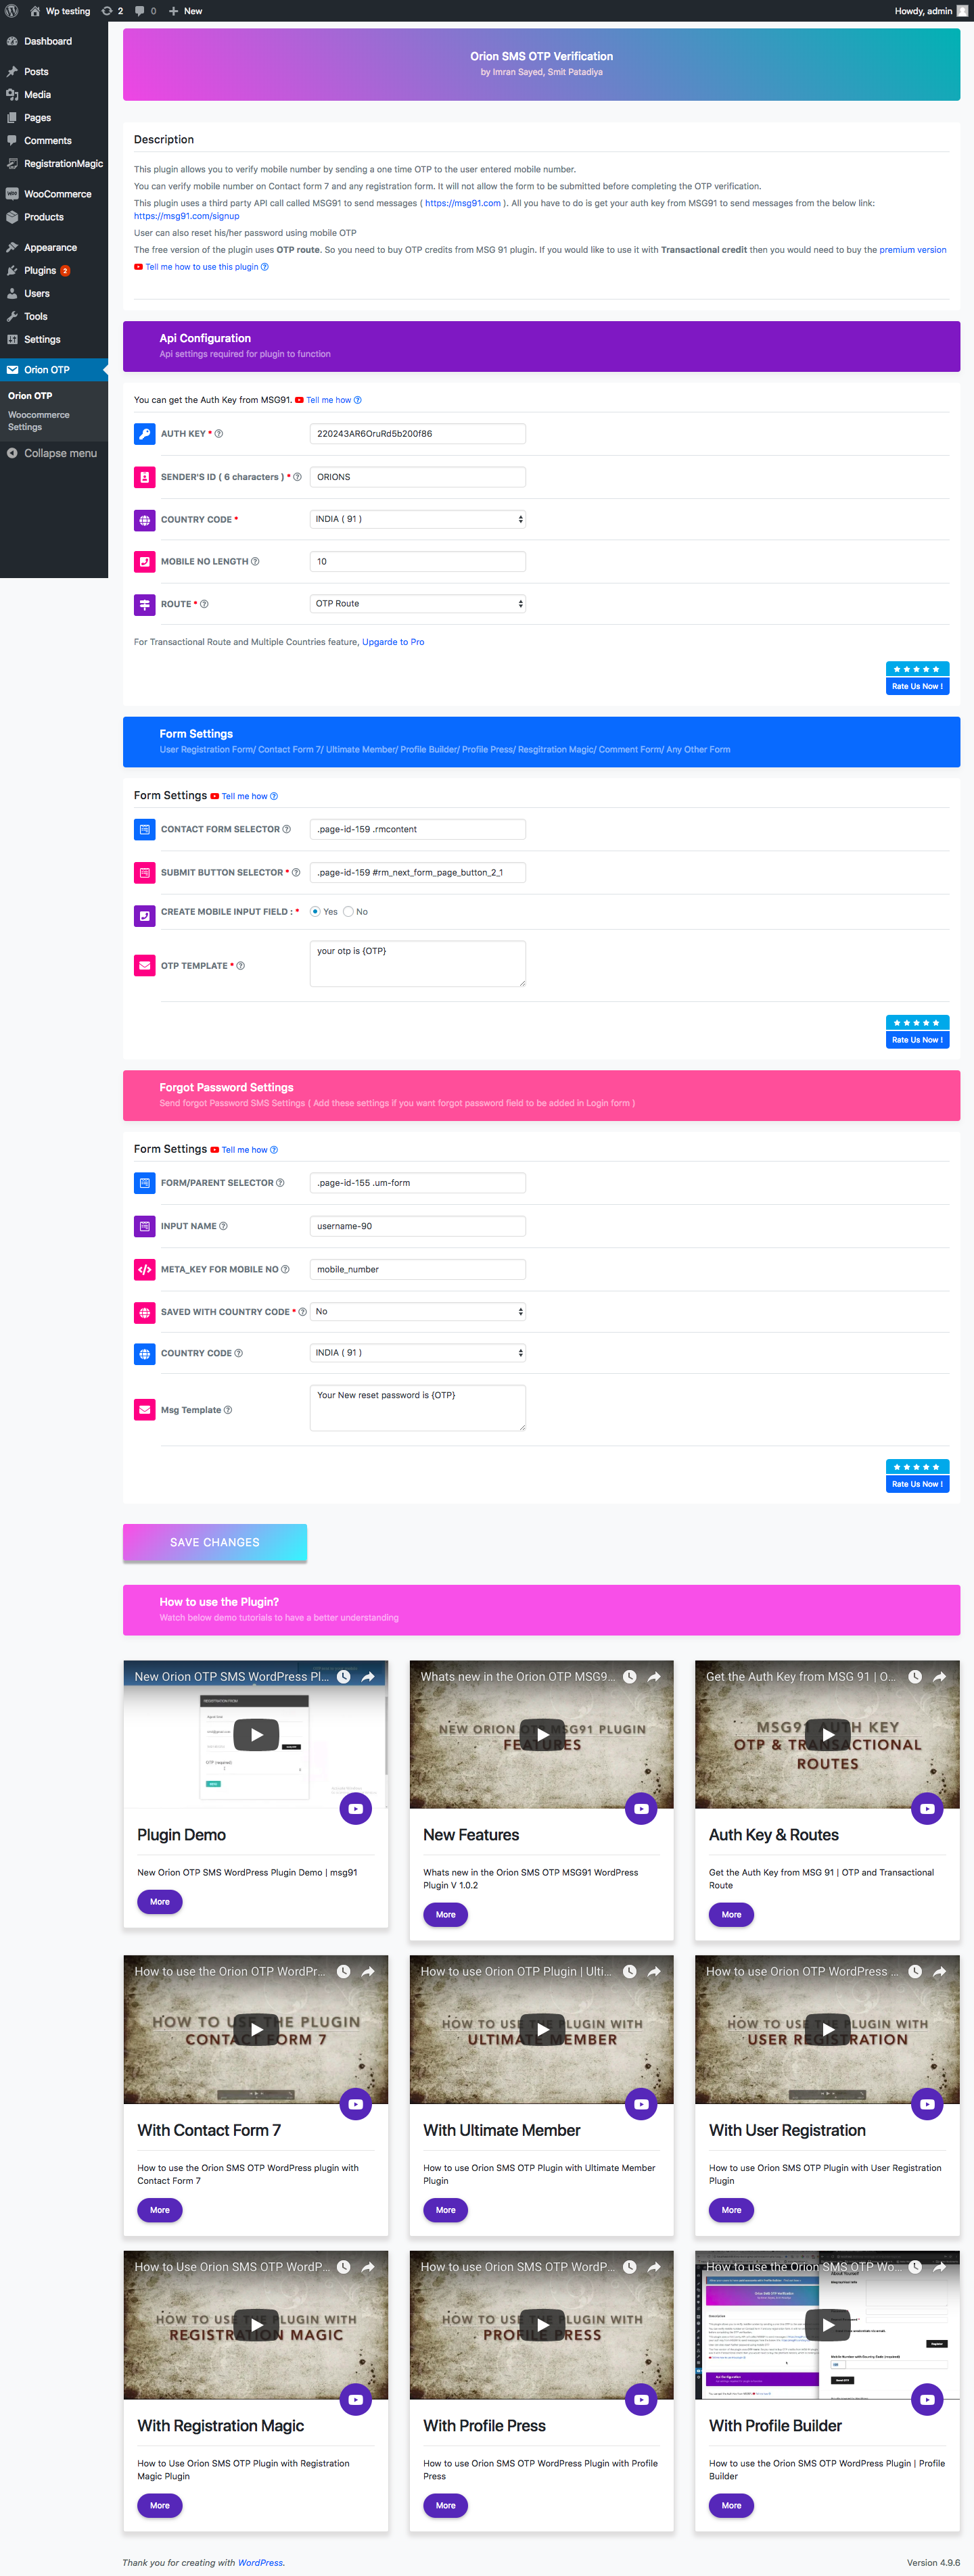 Wp testing 2 0 New Howdy, admin
Dashboard
Posts
Media
Pages
Comments
RegistrationMagic
WooCommerce
Products
Appearance
Plugins 2
Users
Tools
Settings
Orion OTP
Orion OTP
Woocommerce
Settings
Collapse menu
Orion SMS OTP Verification
by Imran Sayed, Smit Patadiya
Description
This plugin allows you to verify mobile number by sending a one time OTP to the user entered mobile number.
You can verify mobile number on Contact form 7 and any registration form. It will not allow the form to be submitted before completing the OTP verification.
This plugin uses a third party API call called MSG91 to send messages ( https://msg91.com ). All you have to do is get your auth key from MSG91 to send messages from the below link:
https://msg91.com/signup
User can also reset his/her password using mobile OTP
The free version of the plugin uses OTP route. So you need to buy OTP credits from MSG 91 plugin. If you would like to use it with Transactional credit then you would need to buy the premium version
Tell me how to use this plugin
Api Configuration
Api settings required for plugin to function
You can get the Auth Key from MSG91. Tell me how
AUTH KEY * 220243AR6OruRd5b200f86
SENDER'S ID ( 6 characters ) * ORIONS
COUNTRY CODE * INDIA ( 91 )
MOBILE NO LENGTH 10
ROUTE * OTP Route
For Transactional Route and Multiple Countries feature, Upgarde to Pro
Rate Us Now !
Form Settings
User Registration Form/ Contact Form 7/ Ultimate Member/ Profile Builder/ Profile Press/ Resgitration Magic/ Comment Form/ Any Other Form
Form Settings Tell me how
CONTACT FORM SELECTOR .page-id-159 .rmcontent
SUBMIT BUTTON SELECTOR * .page-id-159 #rm_next_form_page_button_2_1
CREATE MOBILE INPUT FIELD : * Yes No
OTP TEMPLATE * your otp is {OTP}
Rate Us Now !
Forgot Password Settings
Send forgot Password SMS Settings ( Add these settings if you want forgot password field to be added in Login form )
Form Settings Tell me how
FORM/PARENT SELECTOR .page-id-155 .um-form
INPUT NAME username-90
META_KEY FOR MOBILE NO mobile_number
SAVED WITH COUNTRY CODE * No
COUNTRY CODE INDIA ( 91 )
Msg Template Your New reset password is {OTP}
Rate Us Now !
SAVE CHANGES
How to use the Plugin?
Watch below demo tutorials to have a better understanding
New Orion OTP SMS WordPress Pl...
Plugin Demo
New Orion OTP SMS WordPress Plugin Demo | msg91
More
Whats new in the Orion OTP MSG9...
NEW ORION OTP MSG91 PLUGIN
FEATURES
New Features
Whats new in the Orion SMS OTP MSG91 WordPress
Plugin V 1.0.2
More
Get the Auth Key from MSG 91 | O...
MSG91 AUTH KEY
OTP & TRANSACTIONAL
ROUTES
Auth Key & Routes
Get the Auth Key from MSG 91 | OTP and Transactional
Route
More
How to use the Orion OTP WordPr...
HOW TO USE THE PLUGIN
CONTACT FORM 7
With Contact Form 7
How to use the Orion SMS OTP WordPress plugin with
Contact Form 7
More
How to use Orion OTP Plugin | Ulti...
HOW TO USE THE PLUGIN WITH
ULTIMATE MEMBER
With Ultimate Member
How to use Orion SMS OTP Plugin with Ultimate Member
Plugin
More
How to use Orion OTP WordPress ...
HOW TO USE THE PLUGIN WITH
USER REGISTRATION
With User Registration
How to use Orion SMS OTP Plugin with User Registration
Plugin
More
How to Use Orion SMS OTP WordP...
HOW TO USE THE PLUGIN WITH
REGISTRATION MAGIC
With Registration Magic
How to Use Orion SMS OTP Plugin with Registration
Magic Plugin
More
How to use Orion SMS OTP WordP...
HOW TO USE THE PLUGIN WITH
PROFILE PRESS
With Profile Press
How to use Orion SMS OTP WordPress Plugin with Profile
Press
More
How to use the Orion SMS OTP Wo...
With Profile Builder
How to use the Orion SMS OTP WordPress Plugin | Profile
Builder
More
Thank you for creating with WordPress. Version 4.9.6